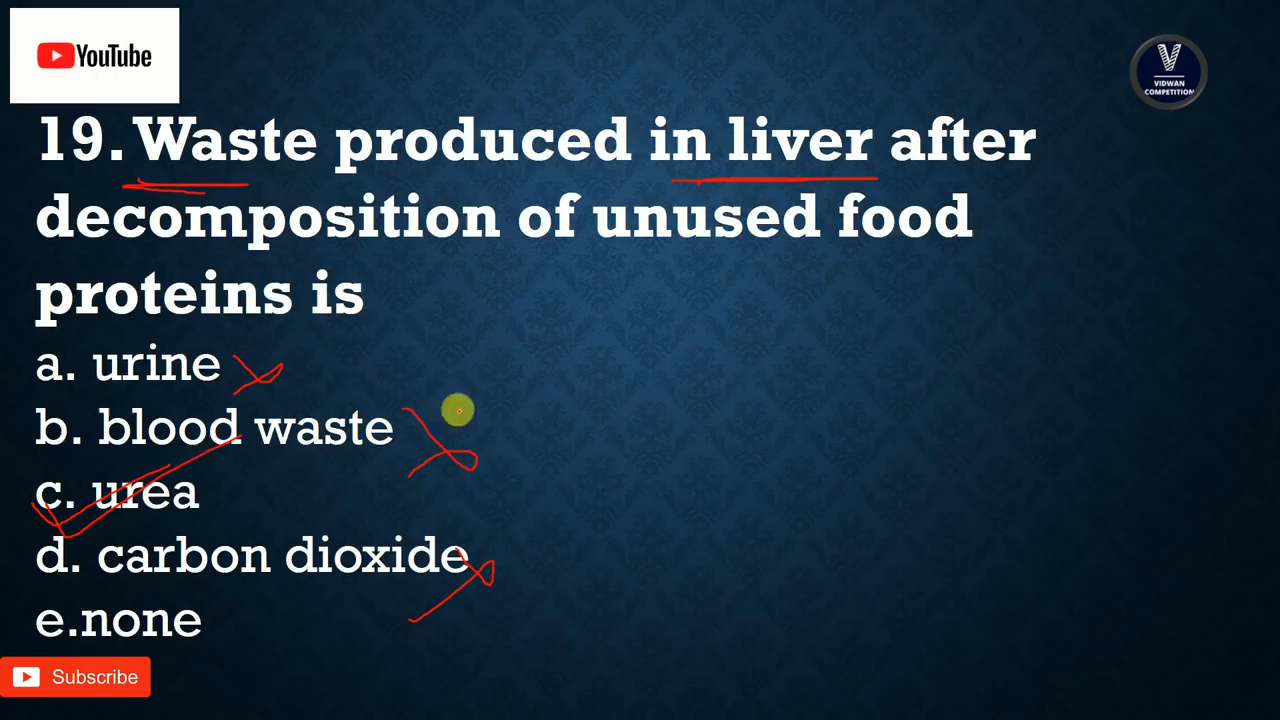 YouTube
V
VIDWAN
COMPETITION
19. Waste produced in liver after
decomposition of unused food
proteins is
a. urine
b. blood waste
c. urea
d. carbon dioxide
e.none
Subscribe